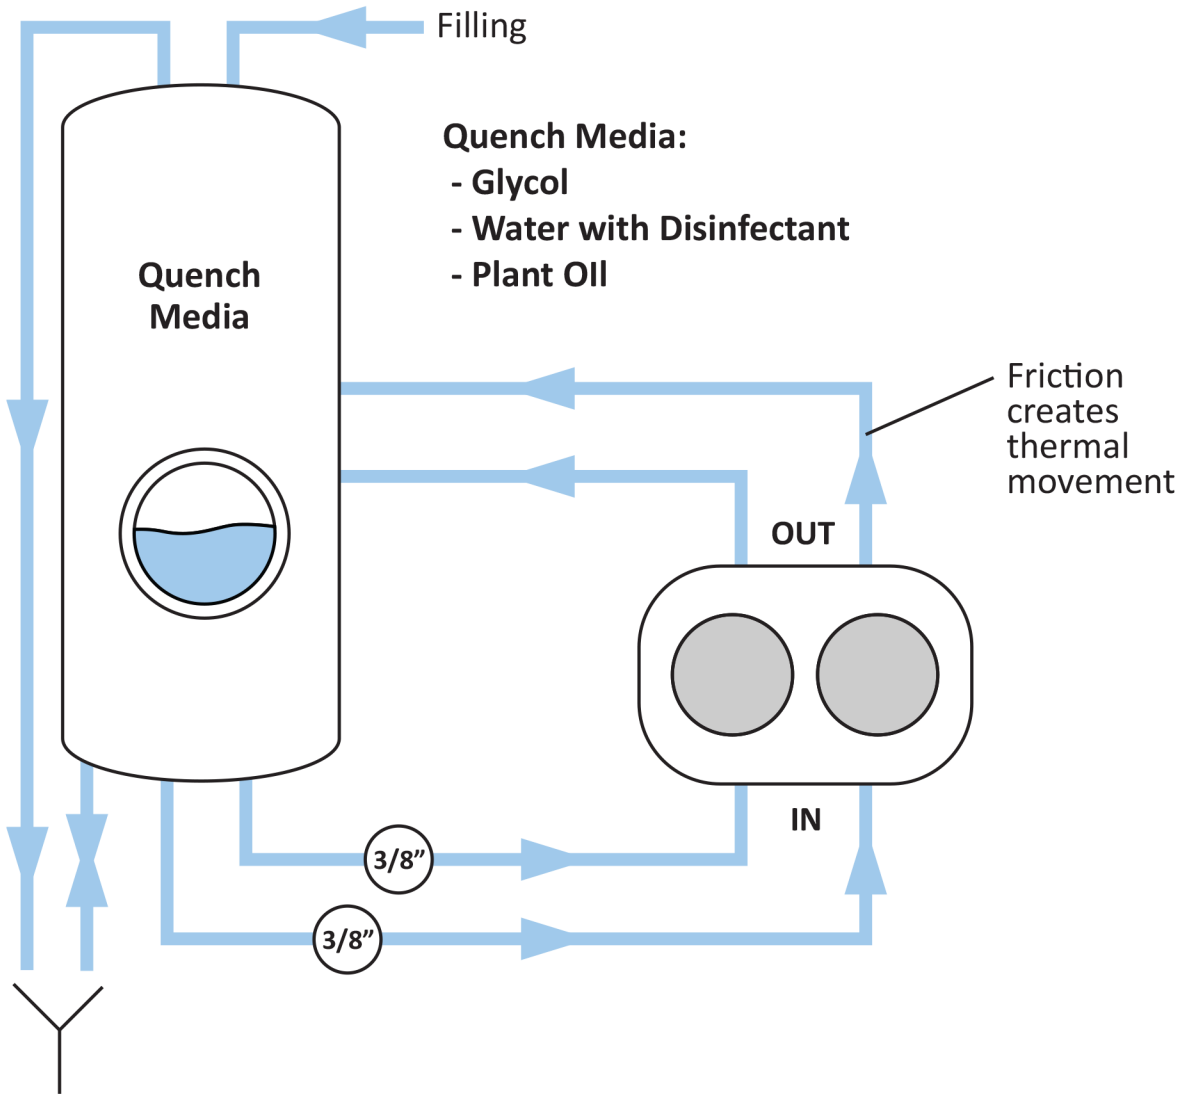 Filling
Quench Media:
- Glycol
- Water with Disinfectant
- Plant OIl
Quench
Media
Friction
creates
thermal
movement
OUT
IN
3/8”
3/8”